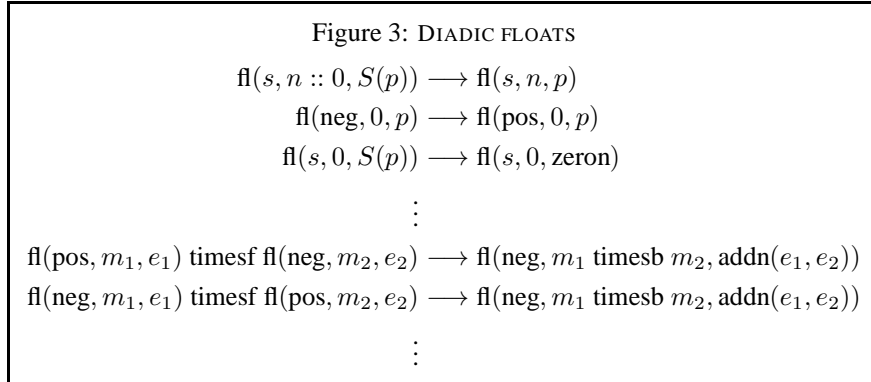 Figure 3: DIADIC FLOATS
fl(s, n :: 0, S(p)) ⟶ fl(s, n, p)
fl(neg, 0, p) ⟶ fl(pos, 0, p)
fl(s, 0, S(p)) ⟶ fl(s, 0, zeron)
⋮
fl(pos, m₁, e₁) timesf fl(neg, m₂, e₂) ⟶ fl(neg, m₁ timesb m₂, addn(e₁, e₂))
fl(neg, m₁, e₁) timesf fl(pos, m₂, e₂) ⟶ fl(neg, m₁ timesb m₂, addn(e₁, e₂))
⋮